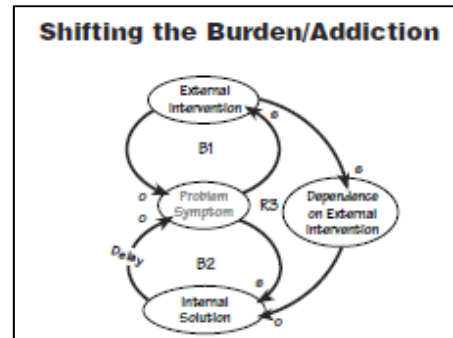 Shifting the Burden/Addiction
External
Intervention
s
B1
s
o
Problem
Symptom
R3
Dependence
on External
Intervention
o
Delay
B2
s
Internal
Solution
o